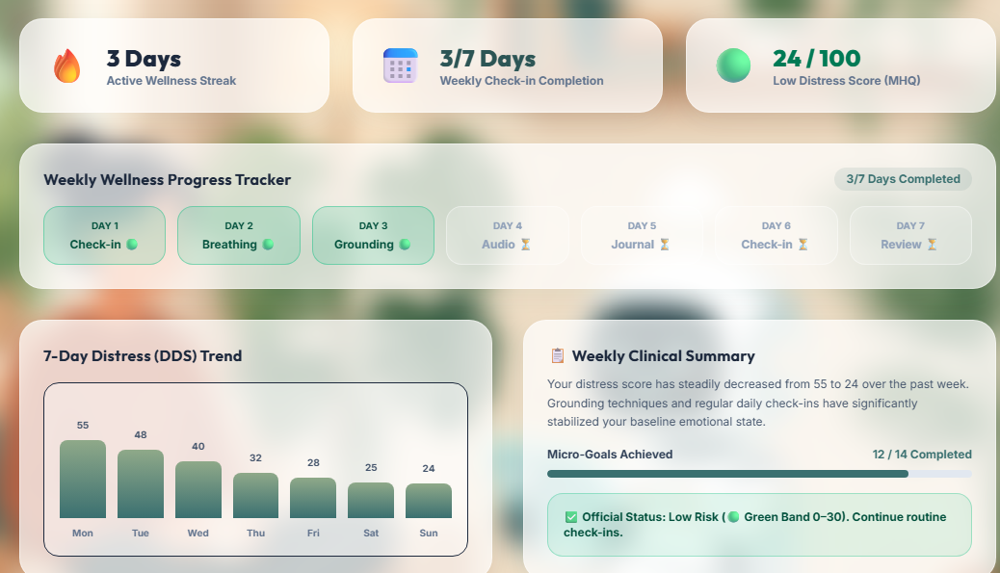 3 Days
Active Wellness Streak
3/7 Days
Weekly Check-in Completion
24 / 100
Low Distress Score (MHQ)
Weekly Wellness Progress Tracker
3/7 Days Completed
DAY 1
Check-in
DAY 2
Breathing
DAY 3
Grounding
DAY 4
Audio
DAY 5
Journal
DAY 6
Check-in
DAY 7
Review
7-Day Distress (DDS) Trend
55
48
40
32
28
25
24
Mon
Tue
Wed
Thu
Fri
Sat
Sun
Weekly Clinical Summary
Your distress score has steadily decreased from 55 to 24 over the past week.
Grounding techniques and regular daily check-ins have significantly
stabilized your baseline emotional state.
Micro-Goals Achieved
12 / 14 Completed
Official Status: Low Risk (🟢 Green Band 0–30). Continue routine
check-ins.